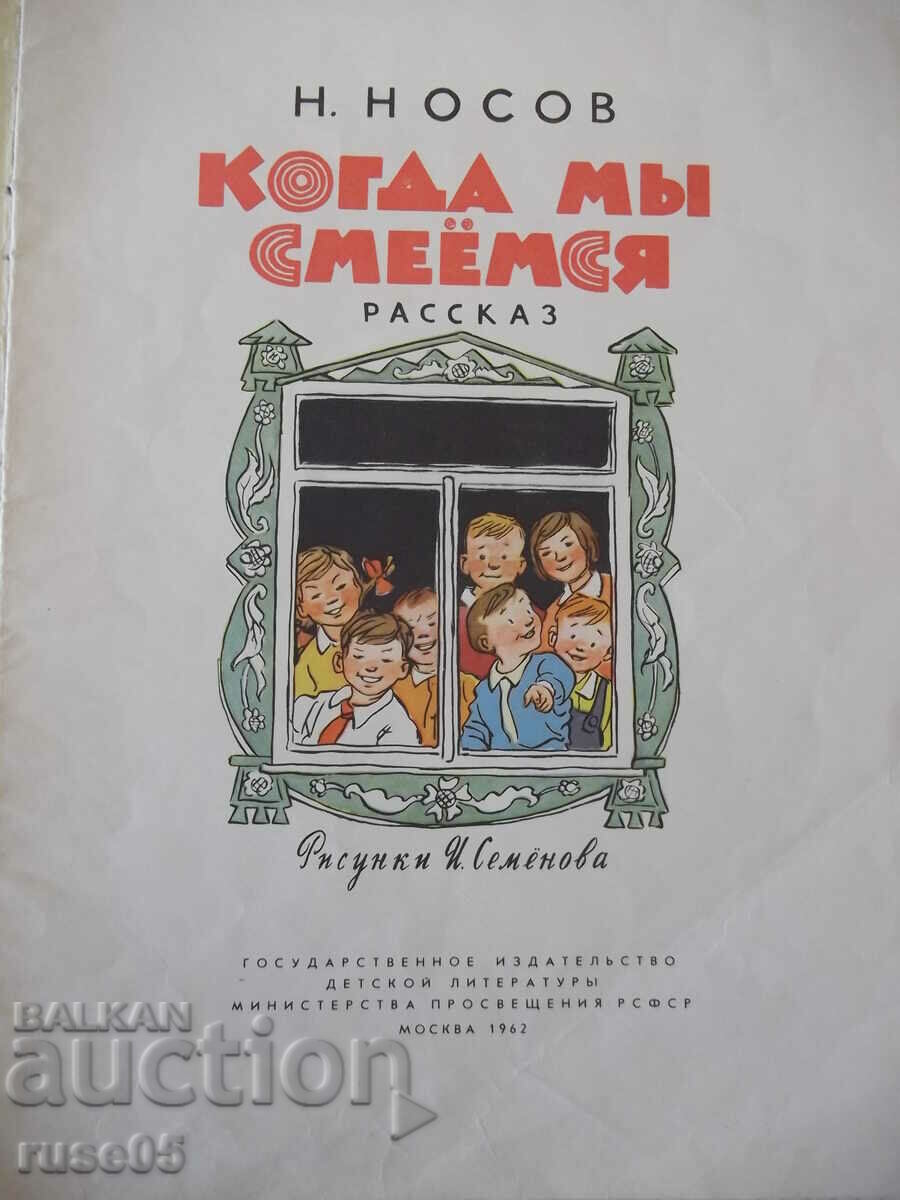 Н. НОСОВ
КОГДА МЫ
СМЕЁМСЯ
РАССКАЗ
Рисунки И. Семёнова
ГОСУДАРСТВЕННОЕ ИЗДАТЕЛЬСТВО
ДЕТСКОЙ ЛИТЕРАТУРЫ
МИНИСТЕРСТВА ПРОСВЕЩЕНИЯ РСФСР
МОСКВА 1962
BALKAN
auction
ruse05